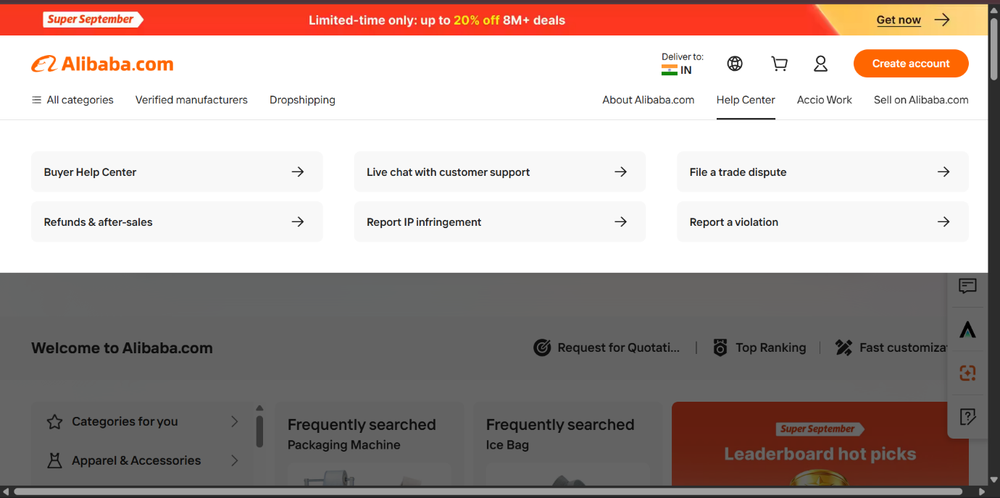 Super September
Limited-time only: up to 20% off 8M+ deals
Get now
Alibaba.com
Deliver to:
IN
Create account
All categories
Verified manufacturers
Dropshipping
About Alibaba.com
Help Center
Accio Work
Sell on Alibaba.com
Buyer Help Center
Live chat with customer support
File a trade dispute
Refunds & after-sales
Report IP infringement
Report a violation
Welcome to Alibaba.com
Request for Quotati...
Top Ranking
Fast customizat
Categories for you
Apparel & Accessories
Frequently searched
Packaging Machine
Frequently searched
Ice Bag
Super September
Leaderboard hot picks